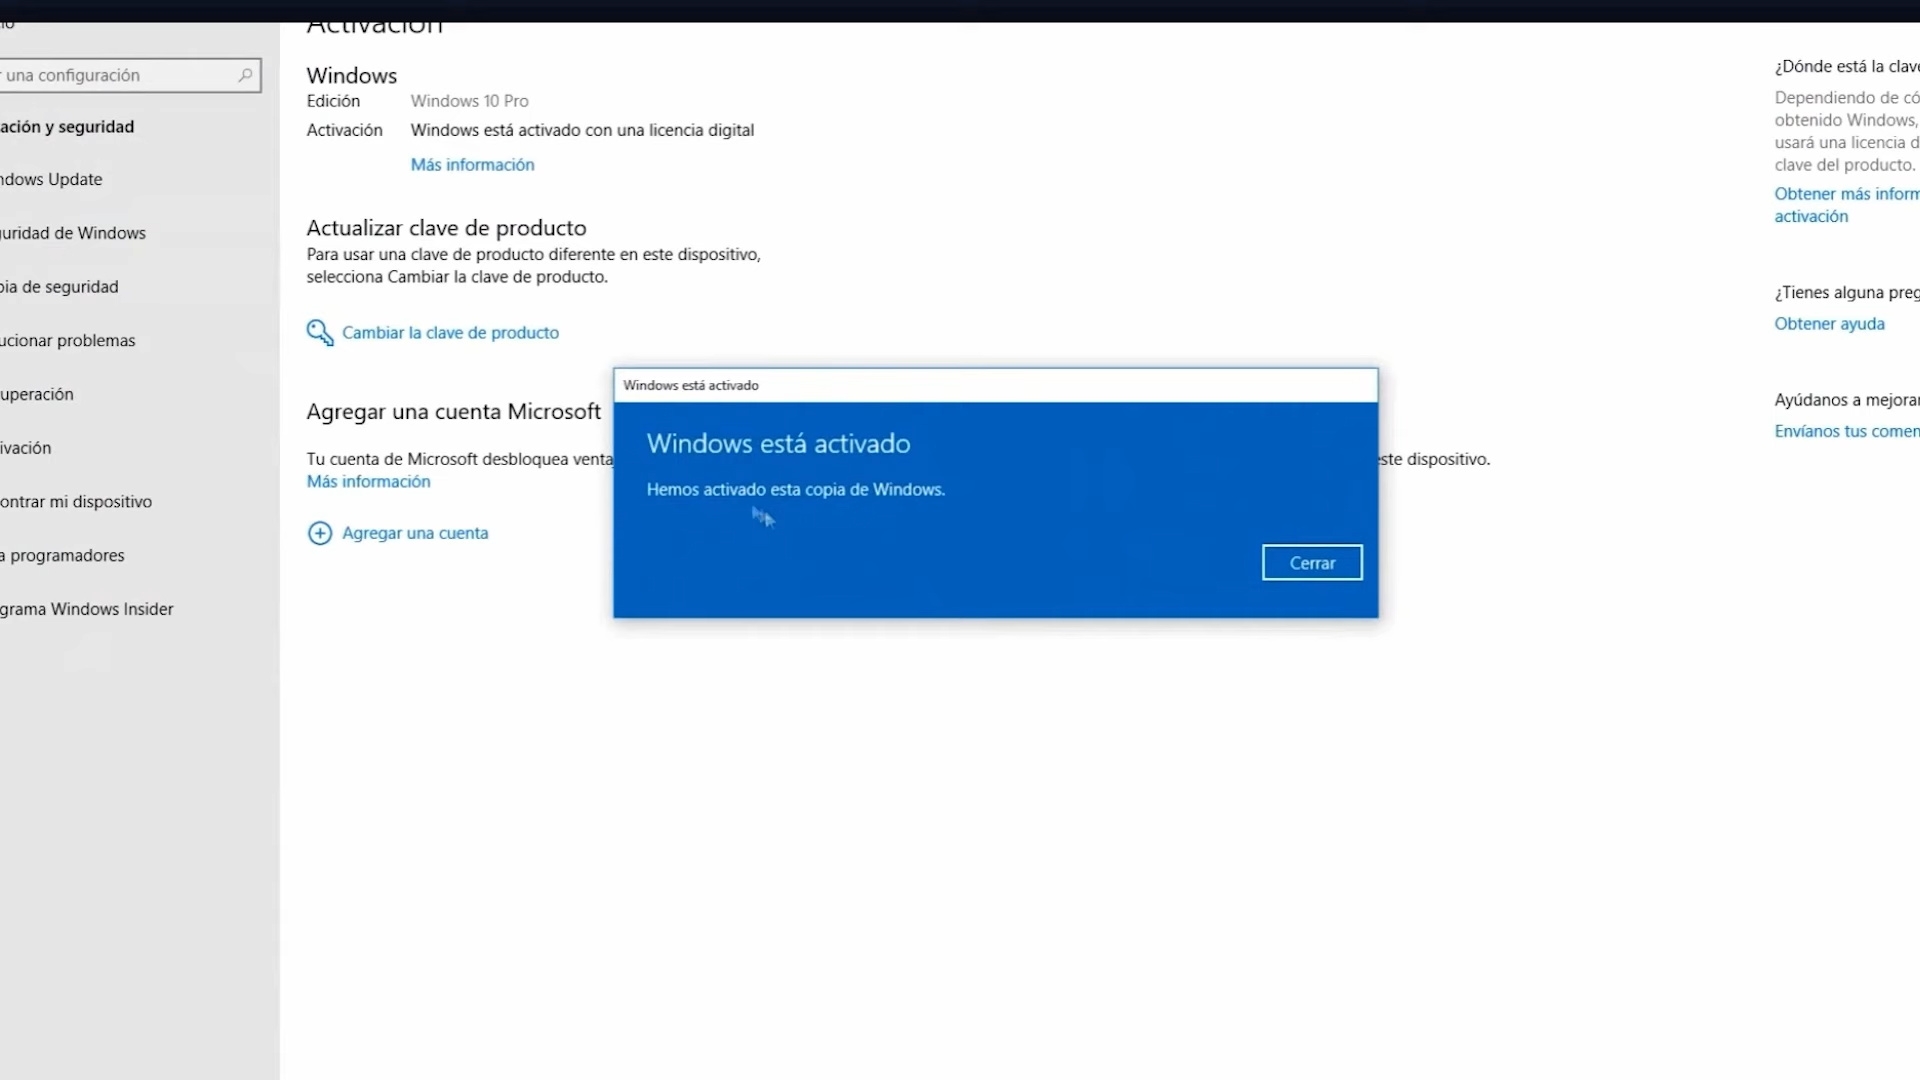 Activación
Windows
Edición Windows 10 Pro
Activación Windows está activado con una licencia digital
Más información
Actualizar clave de producto
Para usar una clave de producto diferente en este dispositivo,
selecciona Cambiar la clave de producto.
Cambiar la clave de producto
Agregar una cuenta Microsoft
Tu cuenta de Microsoft desbloquea venta
ste dispositivo.
Más información
Agregar una cuenta
Windows está activado
Windows está activado
Hemos activado esta copia de Windows.
Cerrar
una configuración
ación y seguridad
ndows Update
uridad de Windows
ia de seguridad
ucionar problemas
uperación
ivación
ontrar mi dispositivo
a programadores
grama Windows Insider
¿Dónde está la clave
Dependiendo de có
obtenido Windows,
usará una licencia d
clave del producto.
Obtener más inform
activación
¿Tienes alguna preg
Obtener ayuda
Ayúdanos a mejorar
Envíanos tus comen